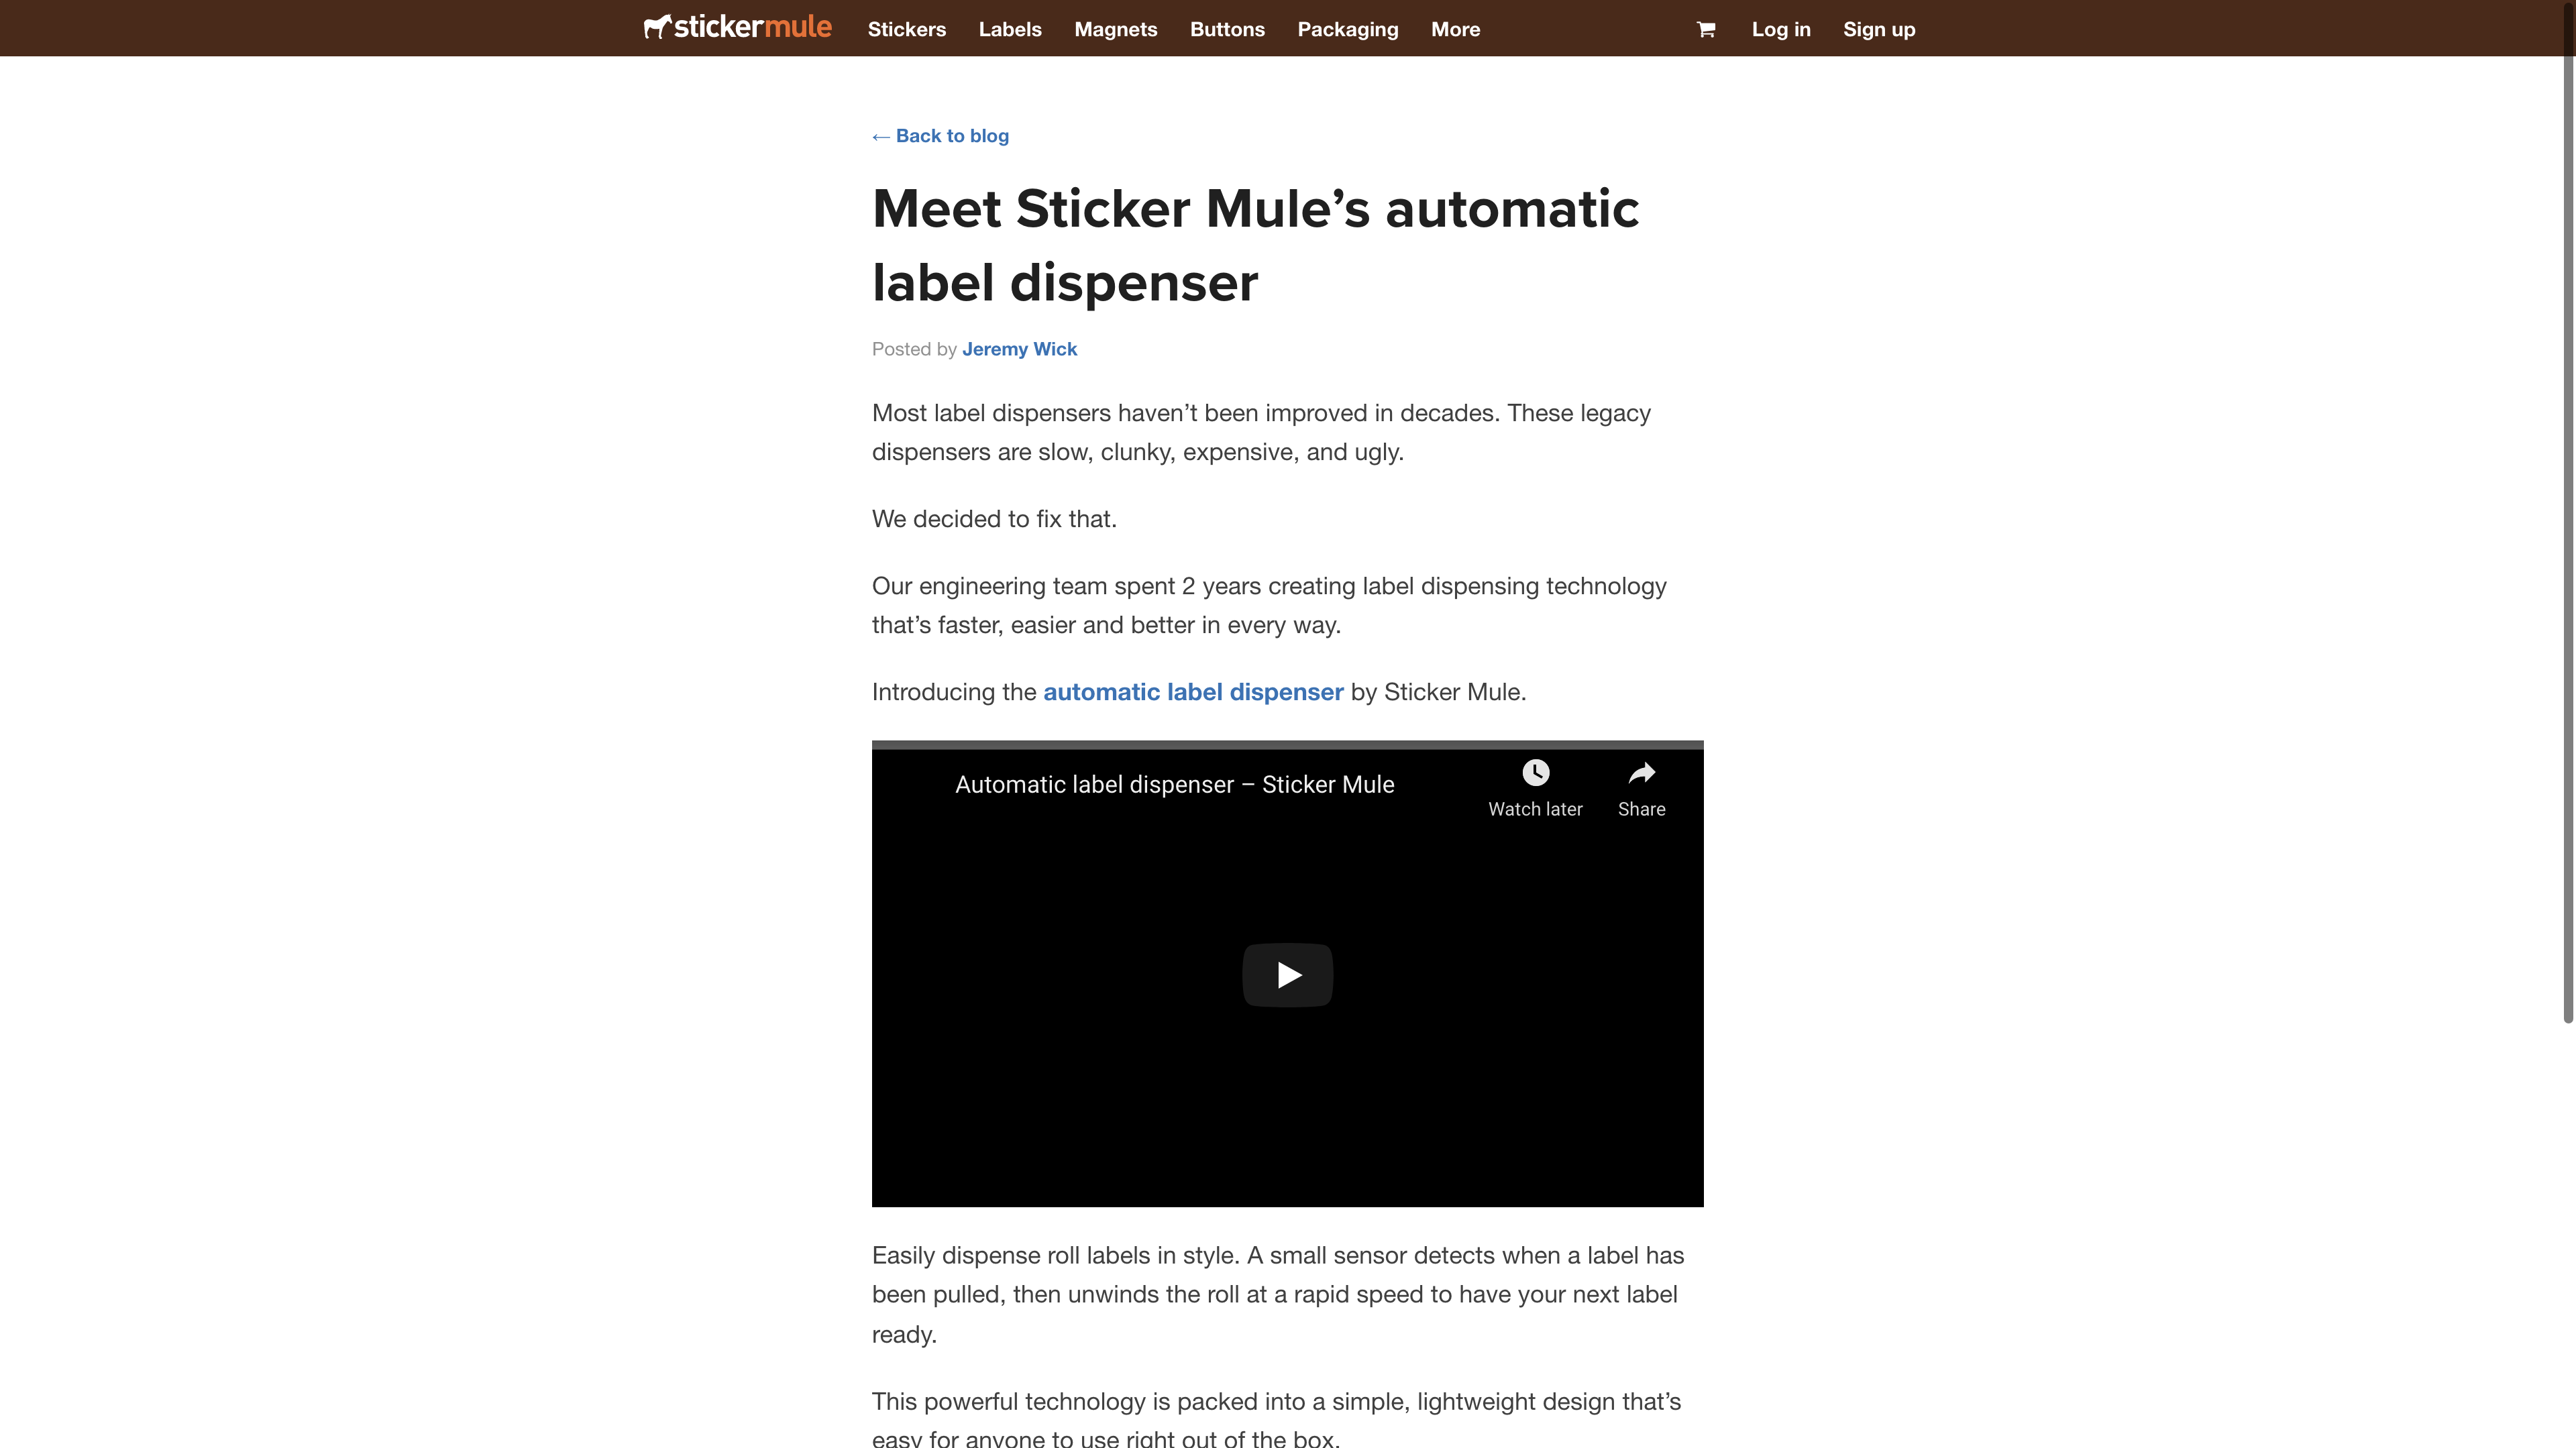 stickermule Stickers Labels Magnets Buttons Packaging More Log in Sign up
← Back to blog
Meet Sticker Mule’s automatic
label dispenser
Posted by Jeremy Wick
Most label dispensers haven’t been improved in decades. These legacy
dispensers are slow, clunky, expensive, and ugly.
We decided to fix that.
Our engineering team spent 2 years creating label dispensing technology
that’s faster, easier and better in every way.
Introducing the automatic label dispenser by Sticker Mule.
Automatic label dispenser – Sticker Mule
Watch later Share
Easily dispense roll labels in style. A small sensor detects when a label has
been pulled, then unwinds the roll at a rapid speed to have your next label
ready.
This powerful technology is packed into a simple, lightweight design that’s
easy for anyone to use right out of the box.